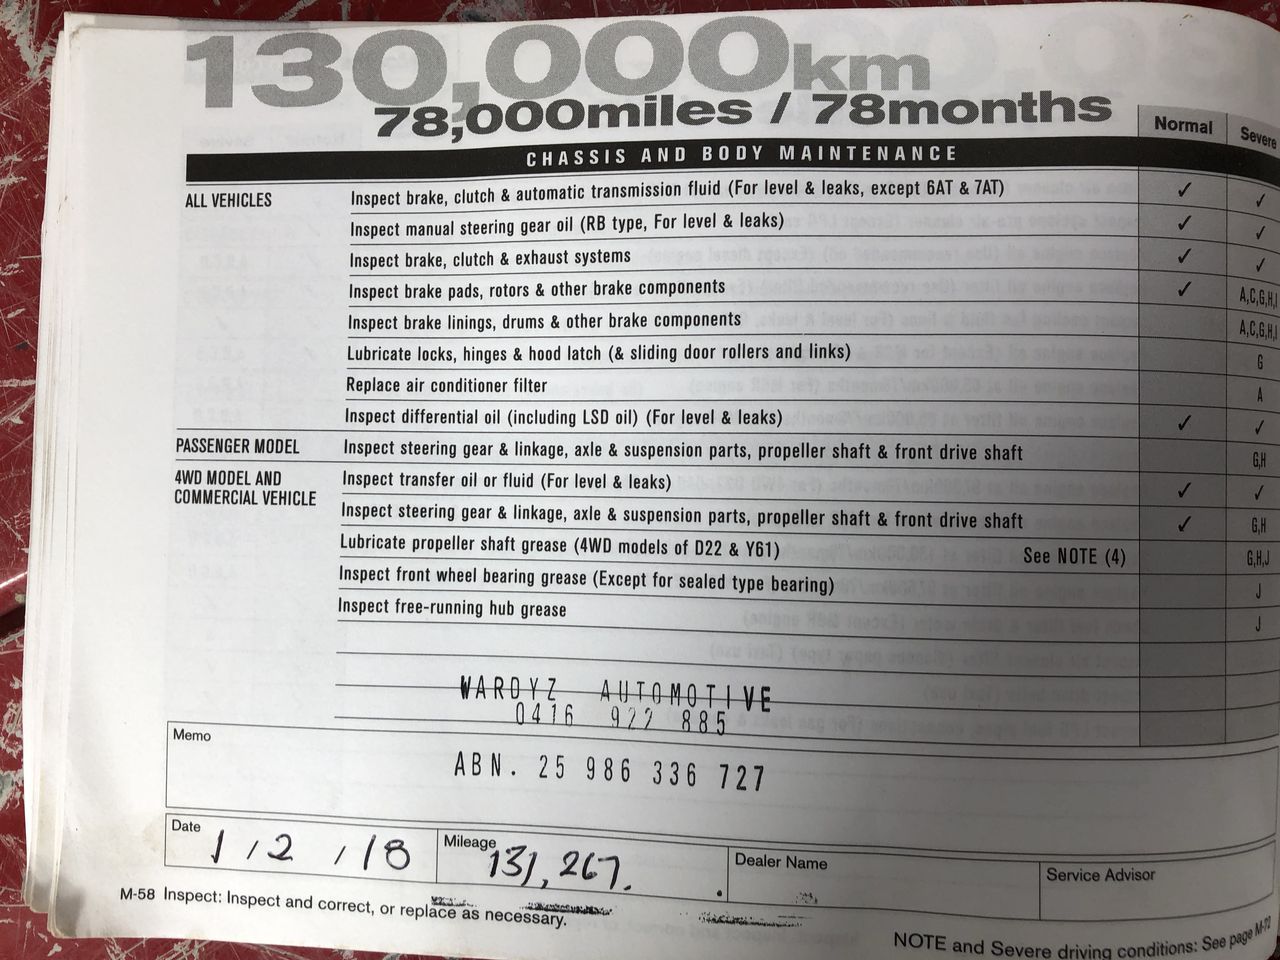 130,000km
78,000miles / 78months
Normal Severe
CHASSIS AND BODY MAINTENANCE
ALL VEHICLES Inspect brake, clutch & automatic transmission fluid (For level & leaks, except 6AT & 7AT) ✓ ✓
Inspect manual steering gear oil (RB type, For level & leaks) ✓ ✓
Inspect brake, clutch & exhaust systems ✓ ✓
Inspect brake pads, rotors & other brake components ✓ A,C,G,H,I
Inspect brake linings, drums & other brake components A,C,G,H,I
Lubricate locks, hinges & hood latch (& sliding door rollers and links) G
Replace air conditioner filter A
Inspect differential oil (including LSD oil) (For level & leaks) ✓ ✓
PASSENGER MODEL Inspect steering gear & linkage, axle & suspension parts, propeller shaft & front drive shaft G,H
4WD MODEL AND
COMMERCIAL VEHICLE
Inspect transfer oil or fluid (For level & leaks) ✓ ✓
Inspect steering gear & linkage, axle & suspension parts, propeller shaft & front drive shaft ✓ G,H
Lubricate propeller shaft grease (4WD models of D22 & Y61) See NOTE (4) G,H,J
Inspect front wheel bearing grease (Except for sealed type bearing) J
Inspect free-running hub grease J
WARDYZ AUTOMOTIVE
0416 922 885
Memo
ABN. 25 986 336 727
Date 1 / 2 / 18 Mileage 131,267. Dealer Name Service Advisor
M-58 Inspect: Inspect and correct, or replace as necessary.
NOTE and Severe driving conditions: See page M-72